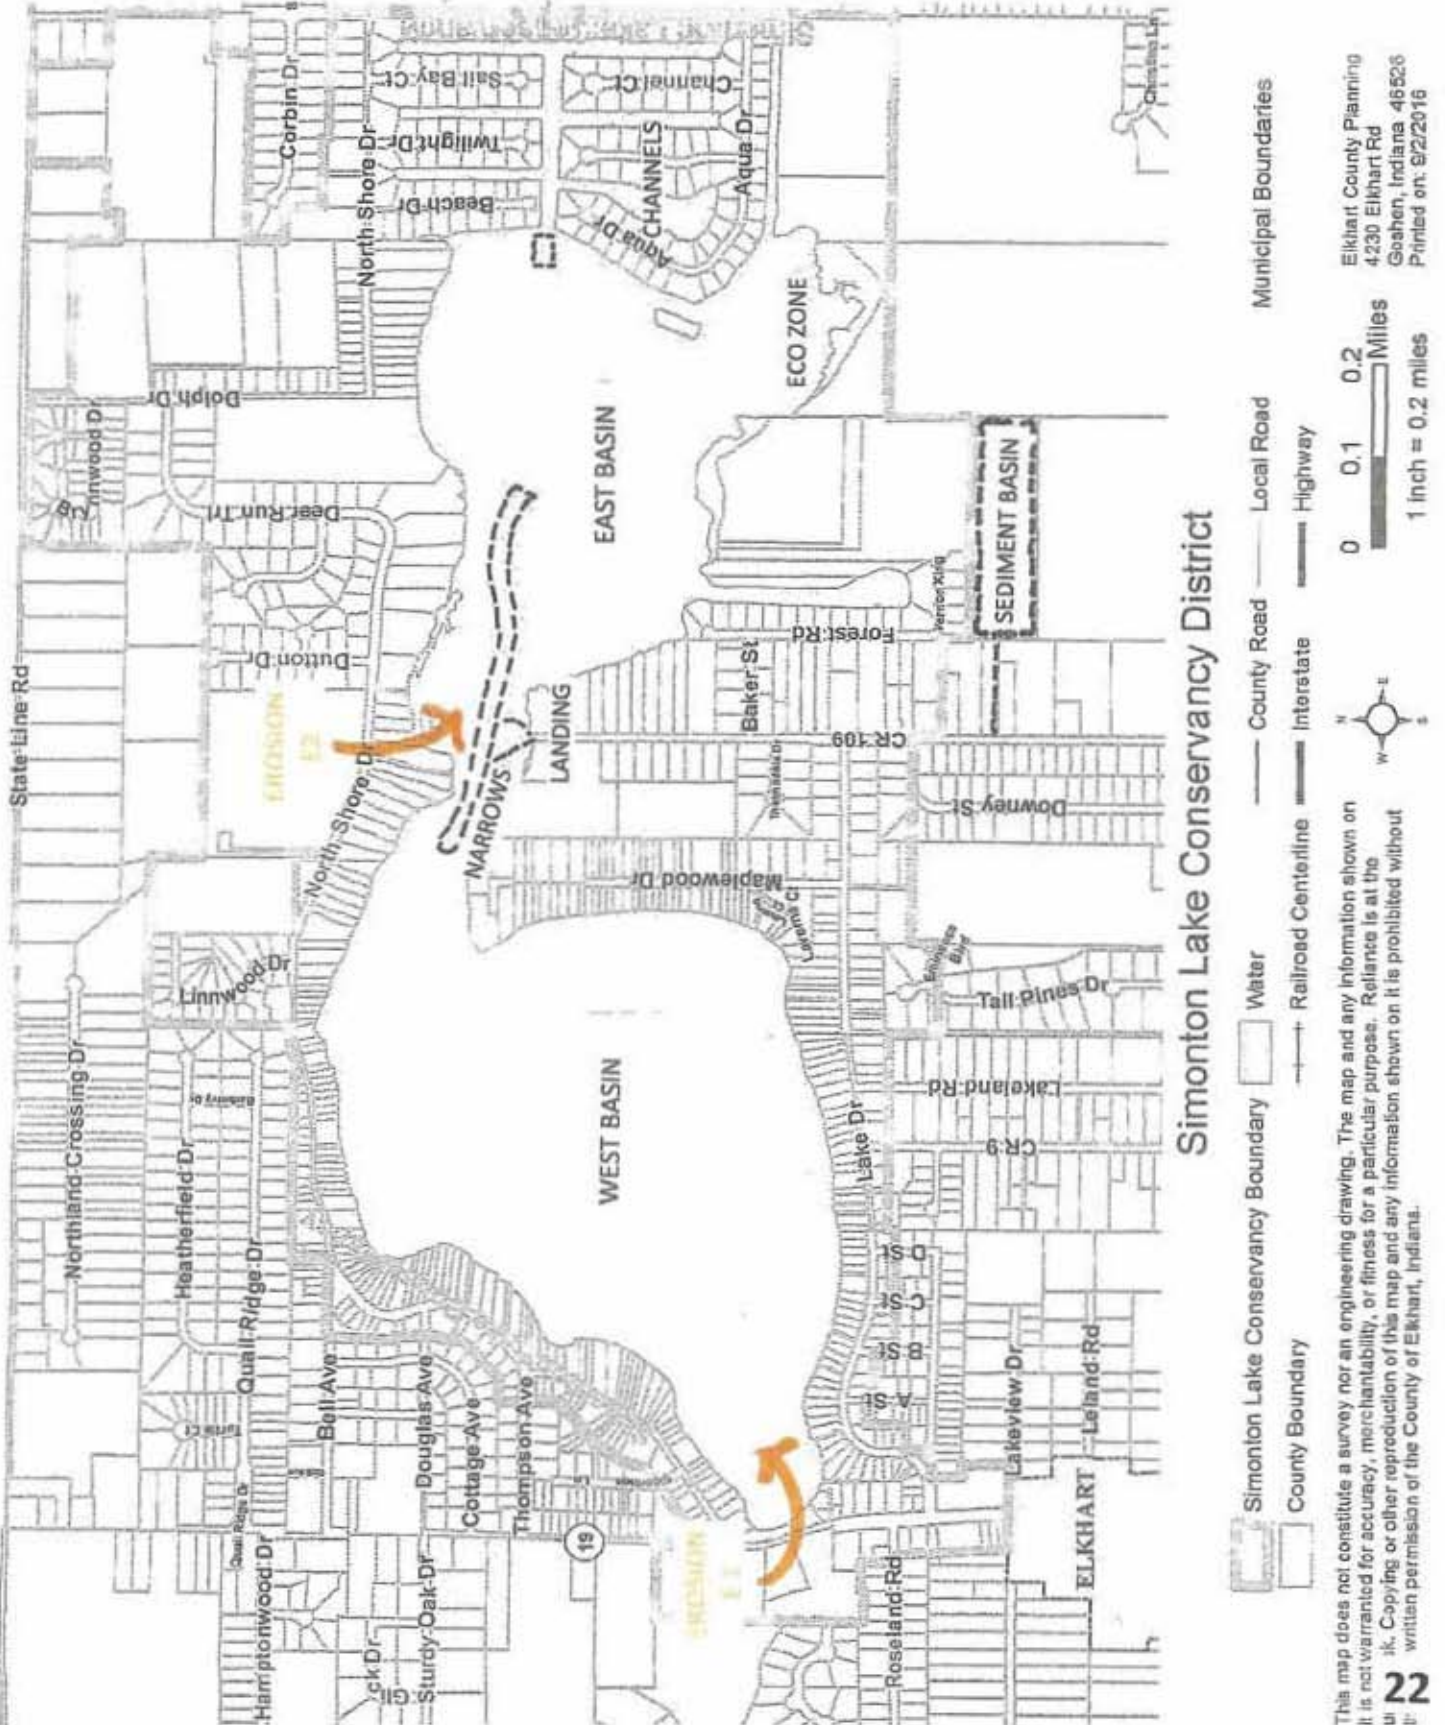 State Line Rd
Corbin Dr
Sail Bay Ct
Channel Ct
Christina Ln
North Shore Dr
Twilight Dr
Beach Dr
Aqua Dr
CHANNELS
Aqua Dr
Dolph Dr
ECO ZONE
Deer Run Trl
EAST BASIN
SEDIMENT BASIN
Dutton Dr
Forest Rd
EROSION
E2
North Shore Dr
LANDING
Baker St
CR 109
NARROWS
Downey St
North Shore Dr
Maplewood Dr
Linnwood Dr
Tall Pines Dr
Northland Crossing Dr
WEST BASIN
Lakeland Rd
Heatherfield Dr
Lake Dr
CR 9
Quail Ridge Dr
D St
C St
B St
A St
Bell Ave
Douglas Ave
Cottage Ave
Thompson Ave
Lakeview Dr
Leland Rd
Turtle Ct
Quail Ridge Dr
19
ELKHART
EROSION
E 1
Hamptonwood Dr
Sturdy Oak Dr
Roseland Rd
Simonton Lake Conservancy District
Simonton Lake Conservancy Boundary
Water
County Road
Local Road
Municipal Boundaries
County Boundary
Railroad Centerline
Interstate
Highway
N
W
E
S
0 0.1 0.2
Miles
1 inch = 0.2 miles
Elkhart County Planning
4230 Elkhart Rd
Goshen, Indiana 46526
Printed on: 9/2/2016
This map does not constitute a survey nor an engineering drawing. The map and any information shown on
it is not warranted for accuracy, merchantability, or fitness for a particular purpose. Reliance is at the
Copying or other reproduction of this map and any information shown on it is prohibited without
written permission of the County of Elkhart, Indiana.
22